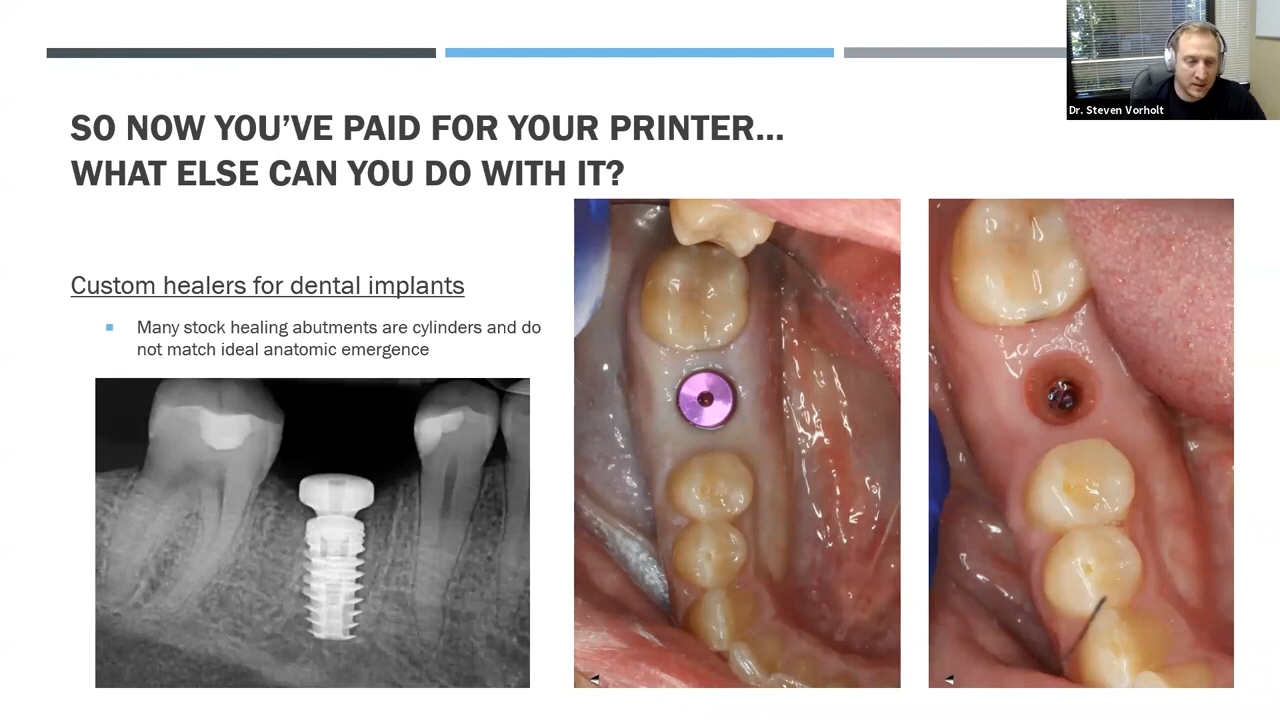 Dr. Steven Vorholt
SO NOW YOU’VE PAID FOR YOUR PRINTER…
WHAT ELSE CAN YOU DO WITH IT?
Custom healers for dental implants
Many stock healing abutments are cylinders and do
not match ideal anatomic emergence